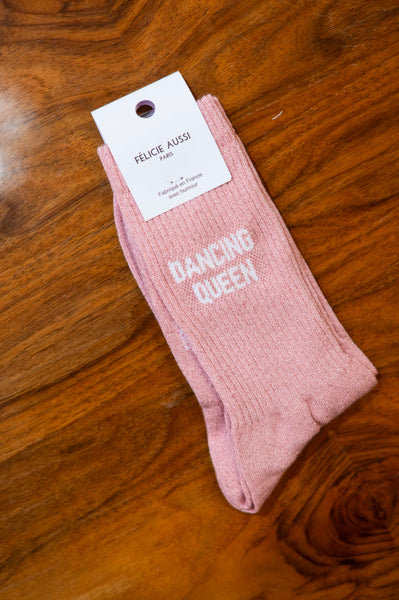 FÉLICIE AUSSI
PARIS
Fabriqué en France
avec humour
DANCING
QUEEN